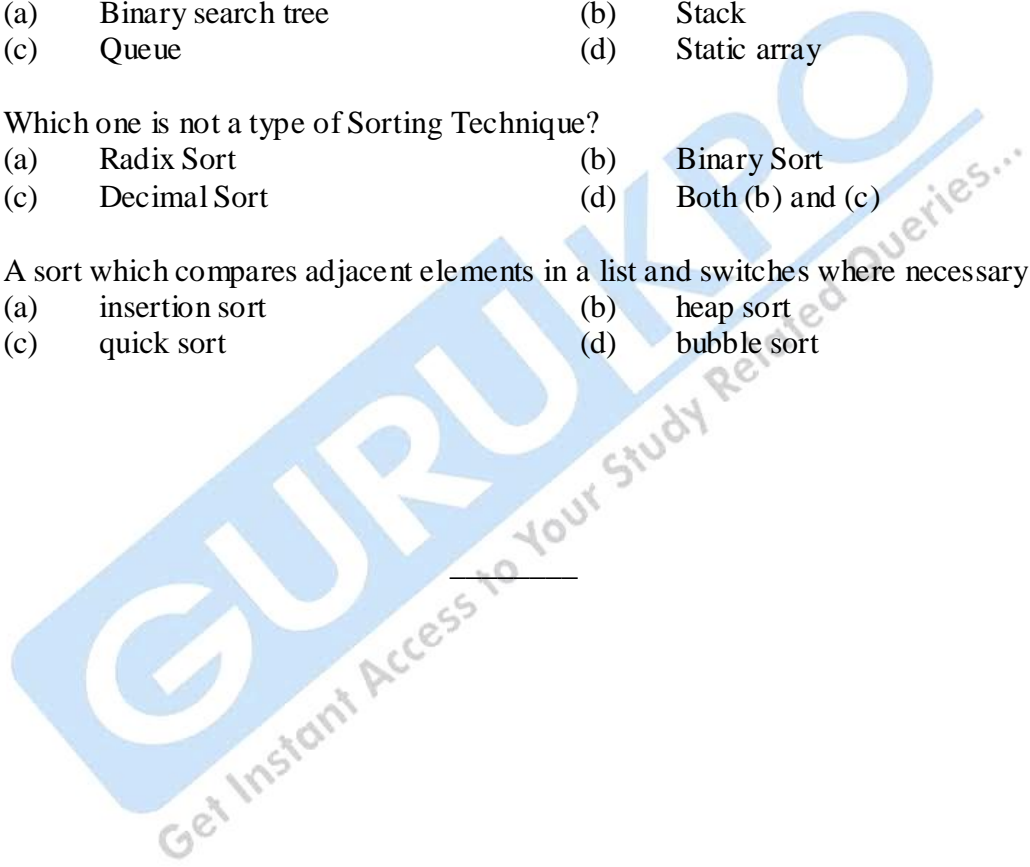 (a) Binary search tree (b) Stack
(c) Queue (d) Static array
Which one is not a type of Sorting Technique?
(a) Radix Sort (b) Binary Sort
(c) Decimal Sort (d) Both (b) and (c)
A sort which compares adjacent elements in a list and switches where necessary
(a) insertion sort (b) heap sort
(c) quick sort (d) bubble sort
GURUKPO
Get Instant Access to Your Study Related Queries...